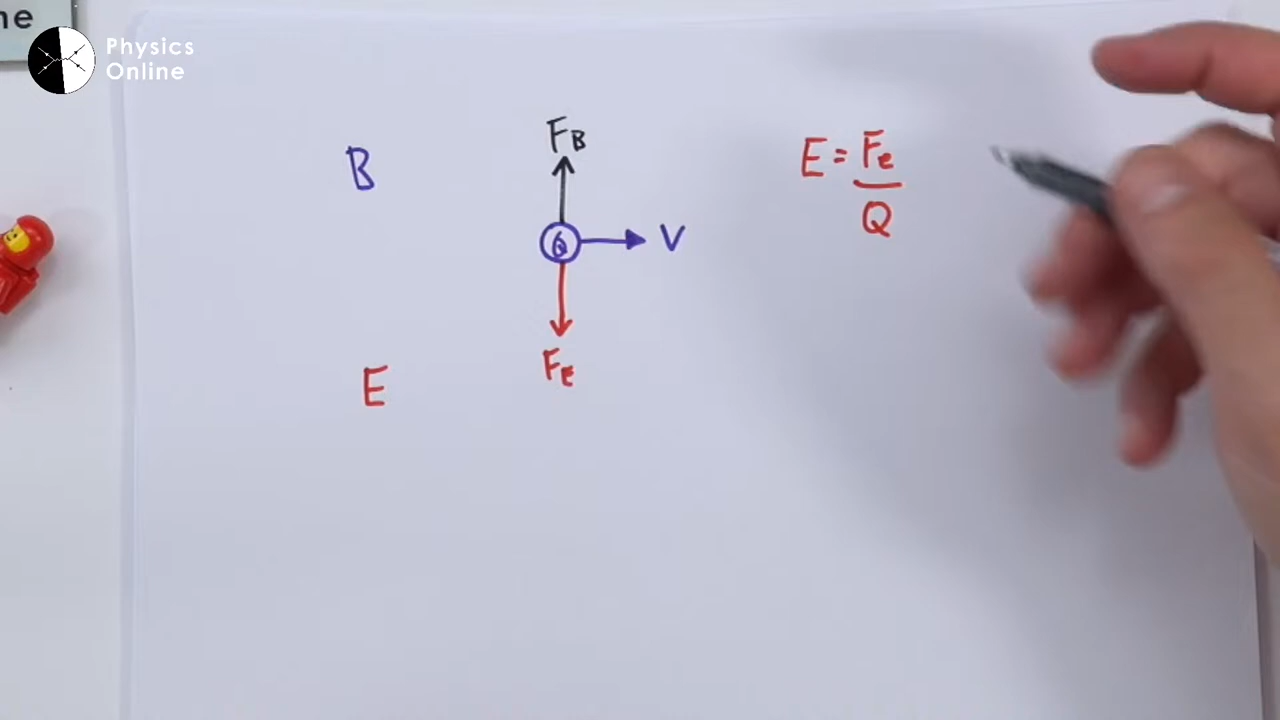 ne
Physics
Online
FB
B
E = Fe
Q
Q
V
FE
E